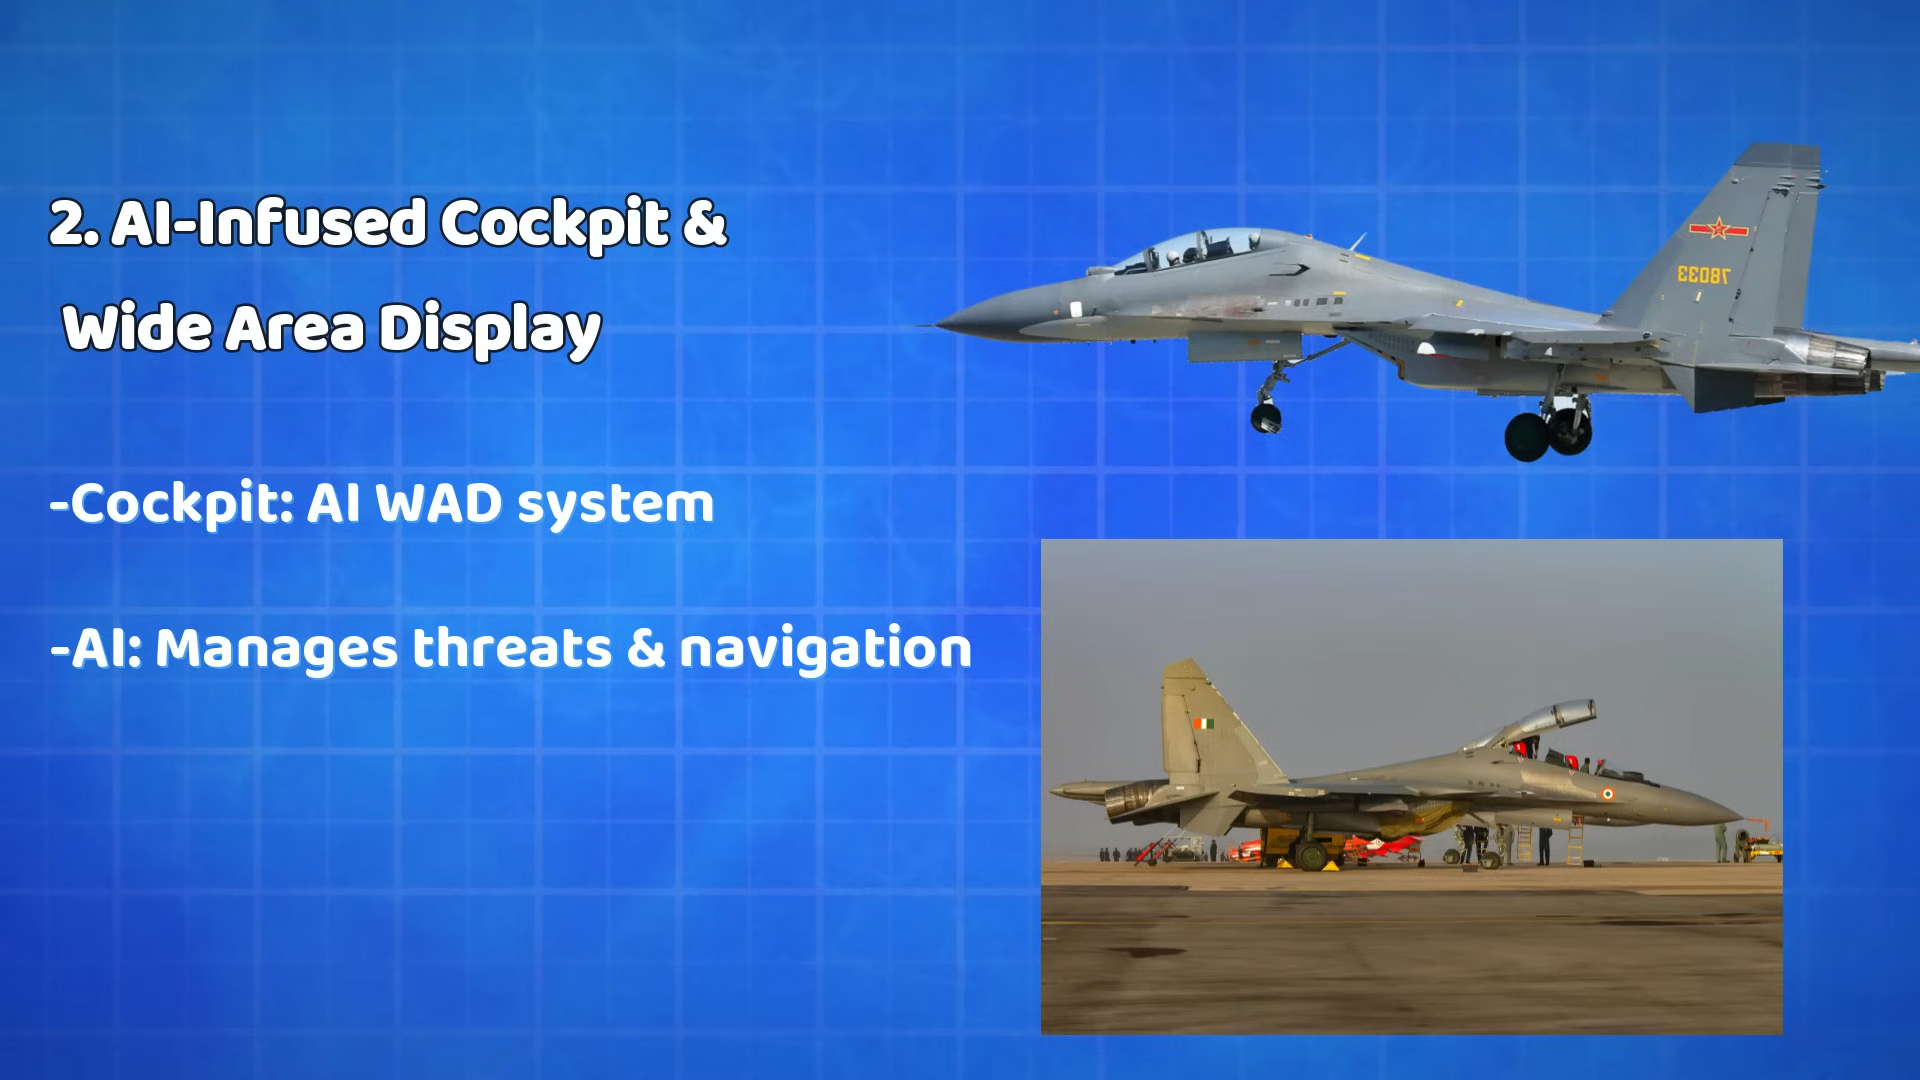 2. AI-Infused Cockpit &
Wide Area Display
-Cockpit: AI WAD system
-AI: Manages threats & navigation
78033